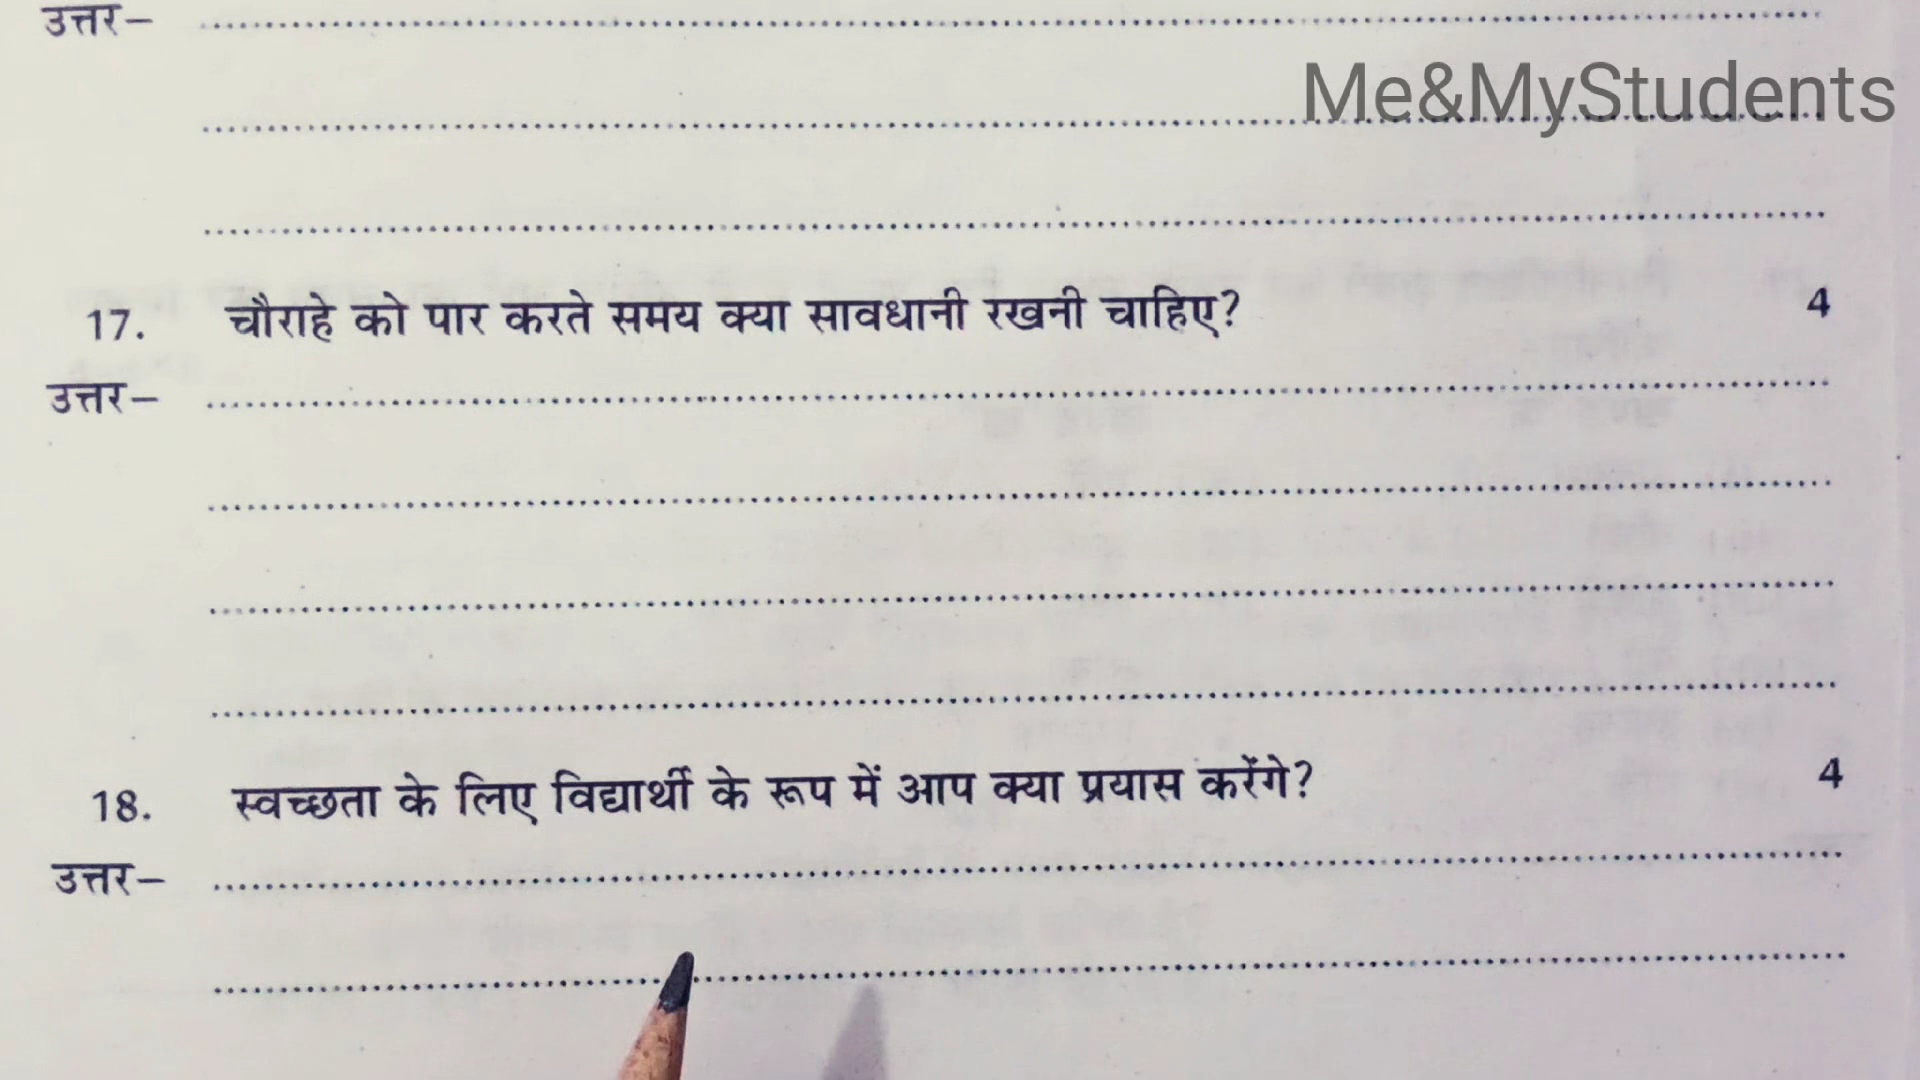 उत्तर–
Me&MyStudents
17. चौराहे को पार करते समय क्या सावधानी रखनी चाहिए? 4
उत्तर–
18. स्वच्छता के लिए विद्यार्थी के रूप में आप क्या प्रयास करेंगे? 4
उत्तर–